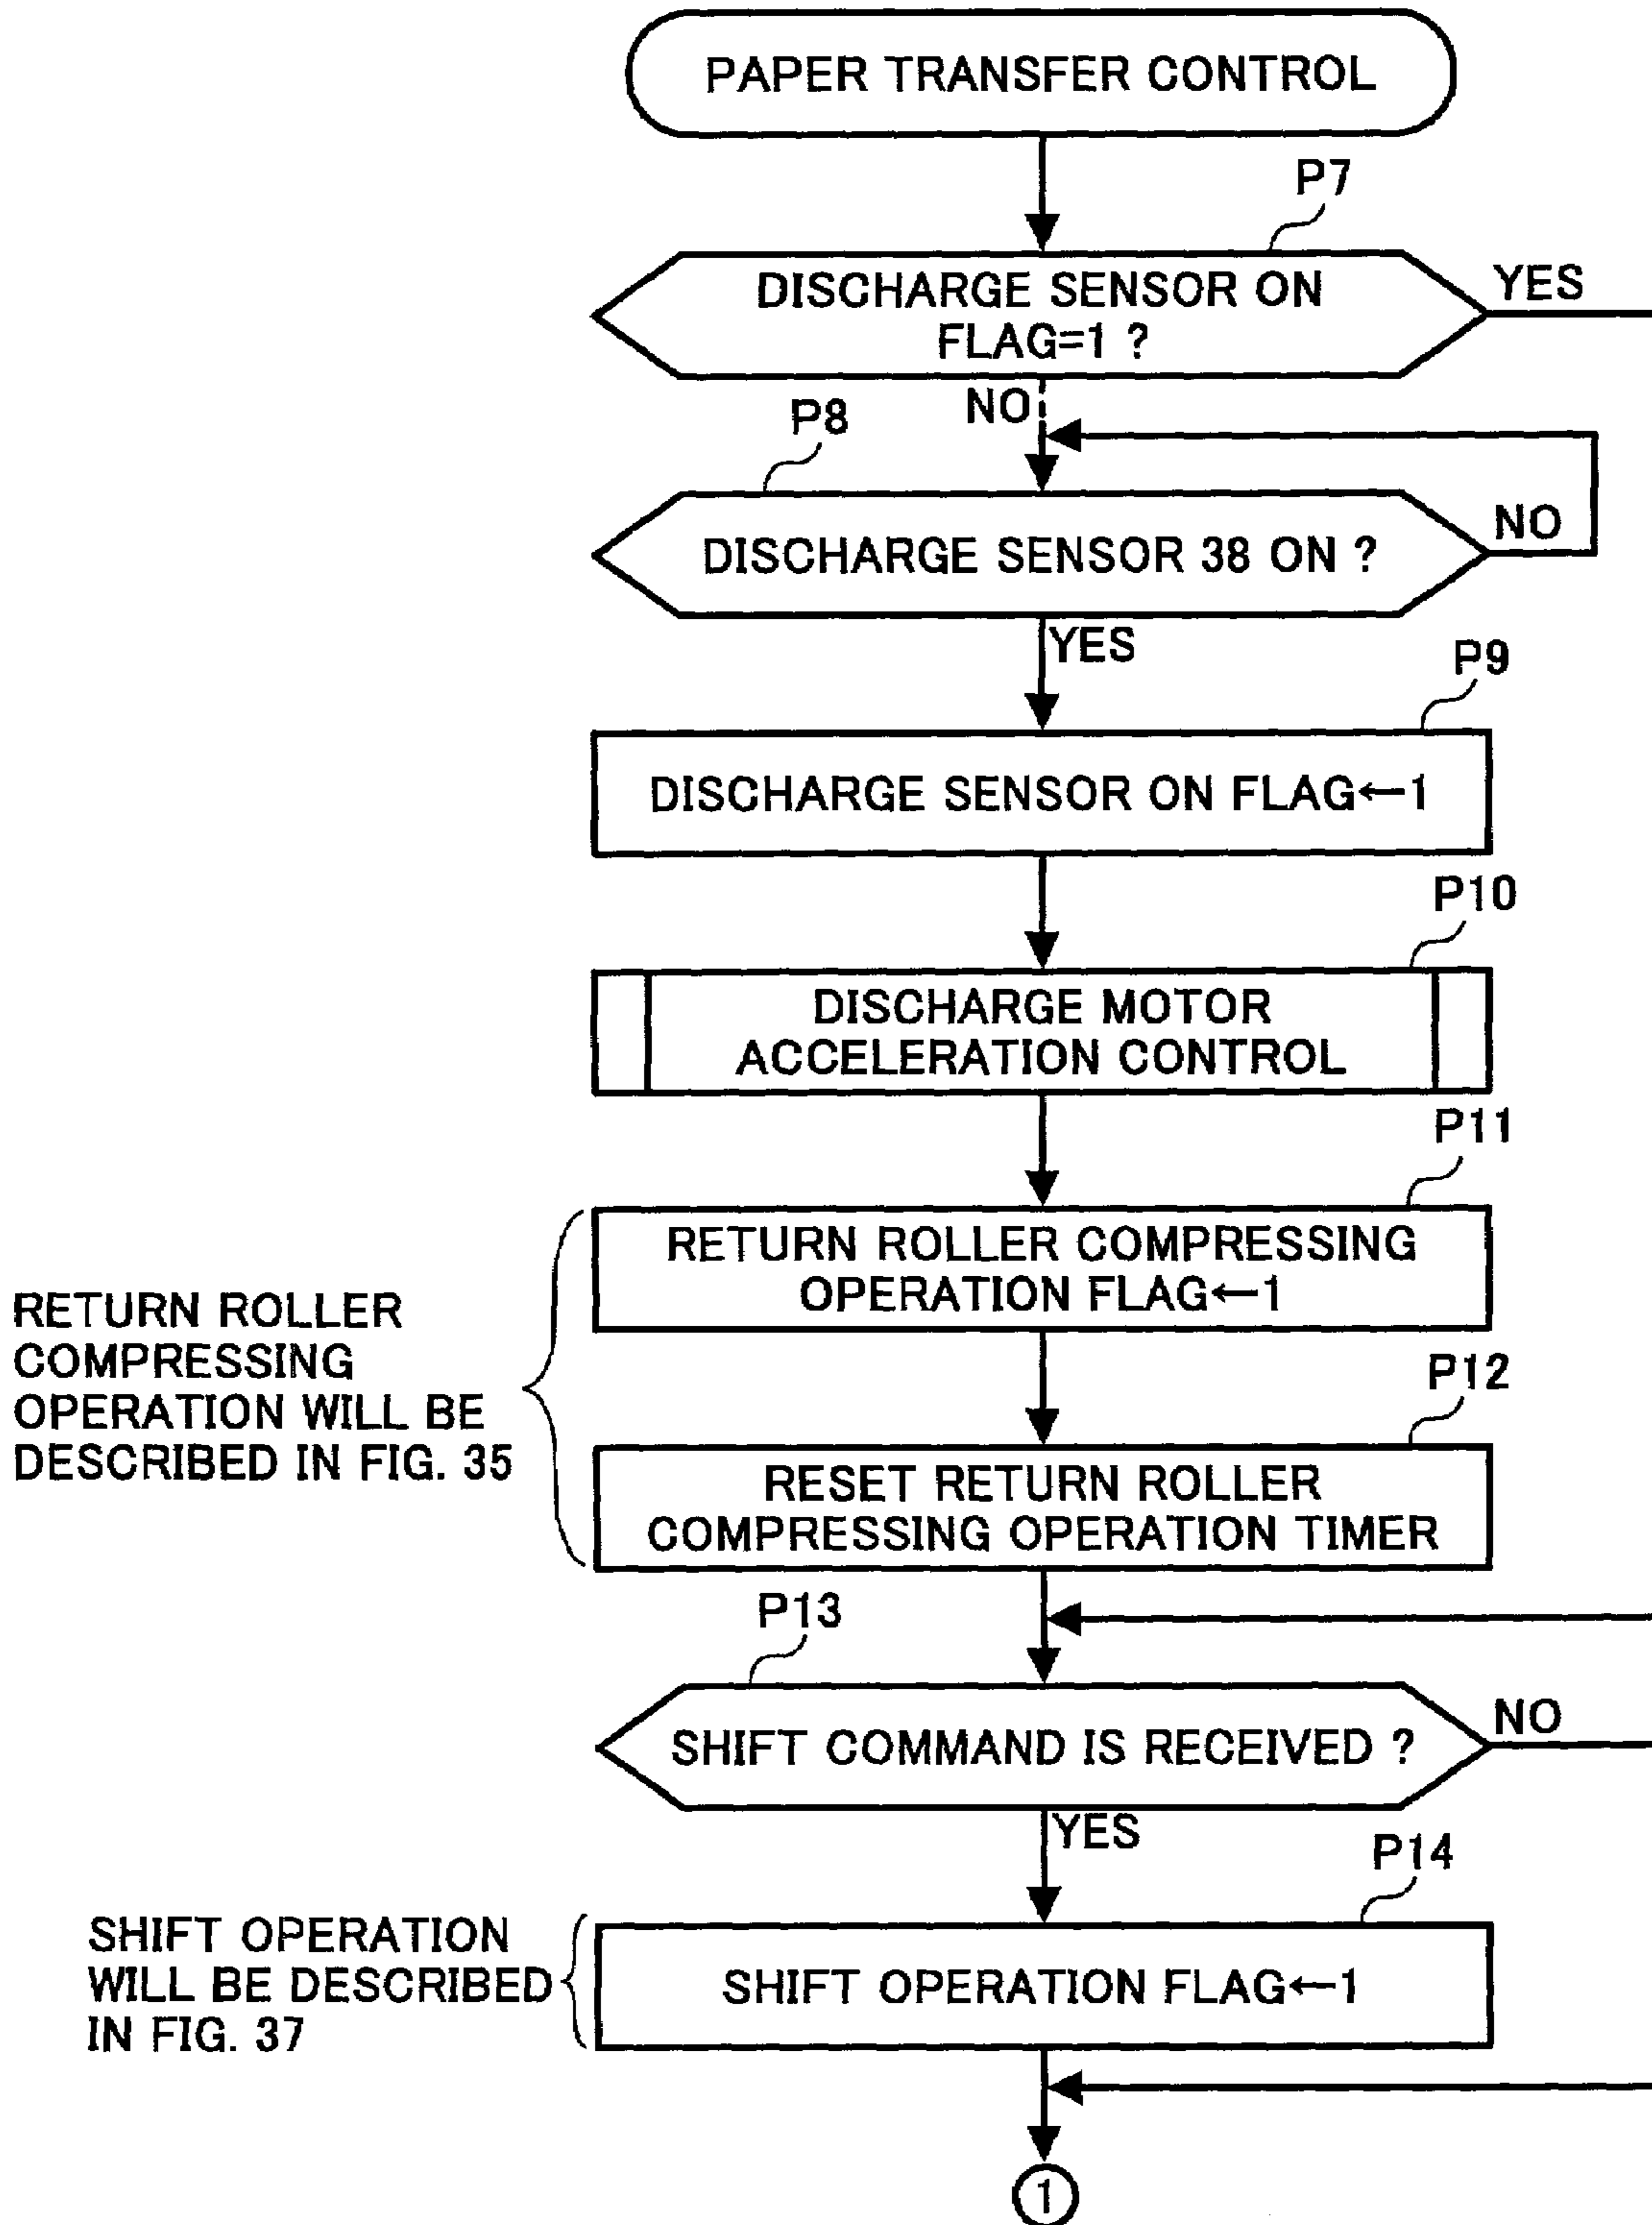 PAPER TRANSFER CONTROL
P7
DISCHARGE SENSOR ON
FLAG=1 ?
YES
NO
P8
DISCHARGE SENSOR 38 ON ?
NO
YES
P9
DISCHARGE SENSOR ON FLAG←1
P10
DISCHARGE MOTOR
ACCELERATION CONTROL
P11
RETURN ROLLER COMPRESSING
OPERATION FLAG←1
RETURN ROLLER
COMPRESSING
OPERATION WILL BE
DESCRIBED IN FIG. 35
P12
RESET RETURN ROLLER
COMPRESSING OPERATION TIMER
P13
SHIFT COMMAND IS RECEIVED ?
NO
YES
P14
SHIFT OPERATION
WILL BE DESCRIBED
IN FIG. 37
SHIFT OPERATION FLAG←1
1